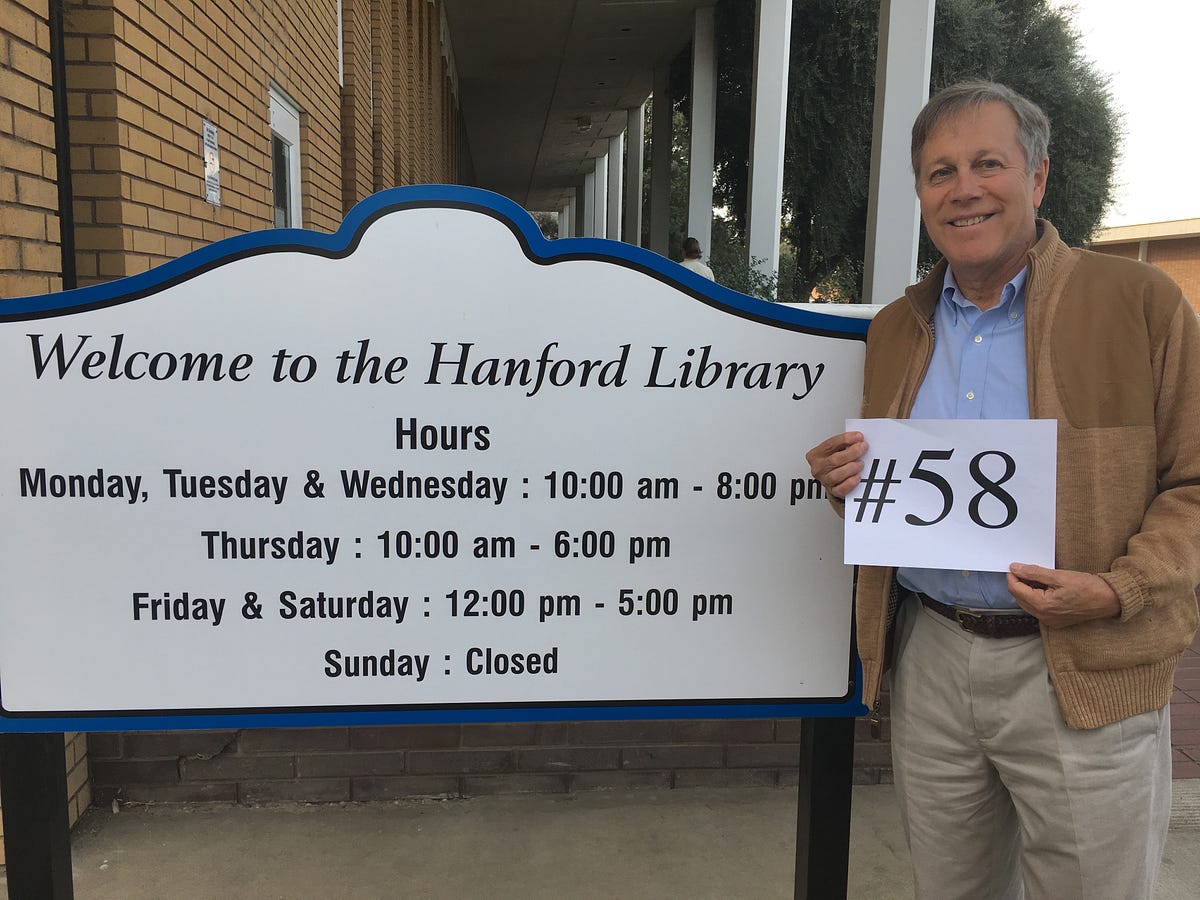 Welcome to the Hanford Library
Hours
Monday, Tuesday & Wednesday : 10:00 am - 8:00 pm
Thursday : 10:00 am - 6:00 pm
Friday & Saturday : 12:00 pm - 5:00 pm
Sunday : Closed
#58